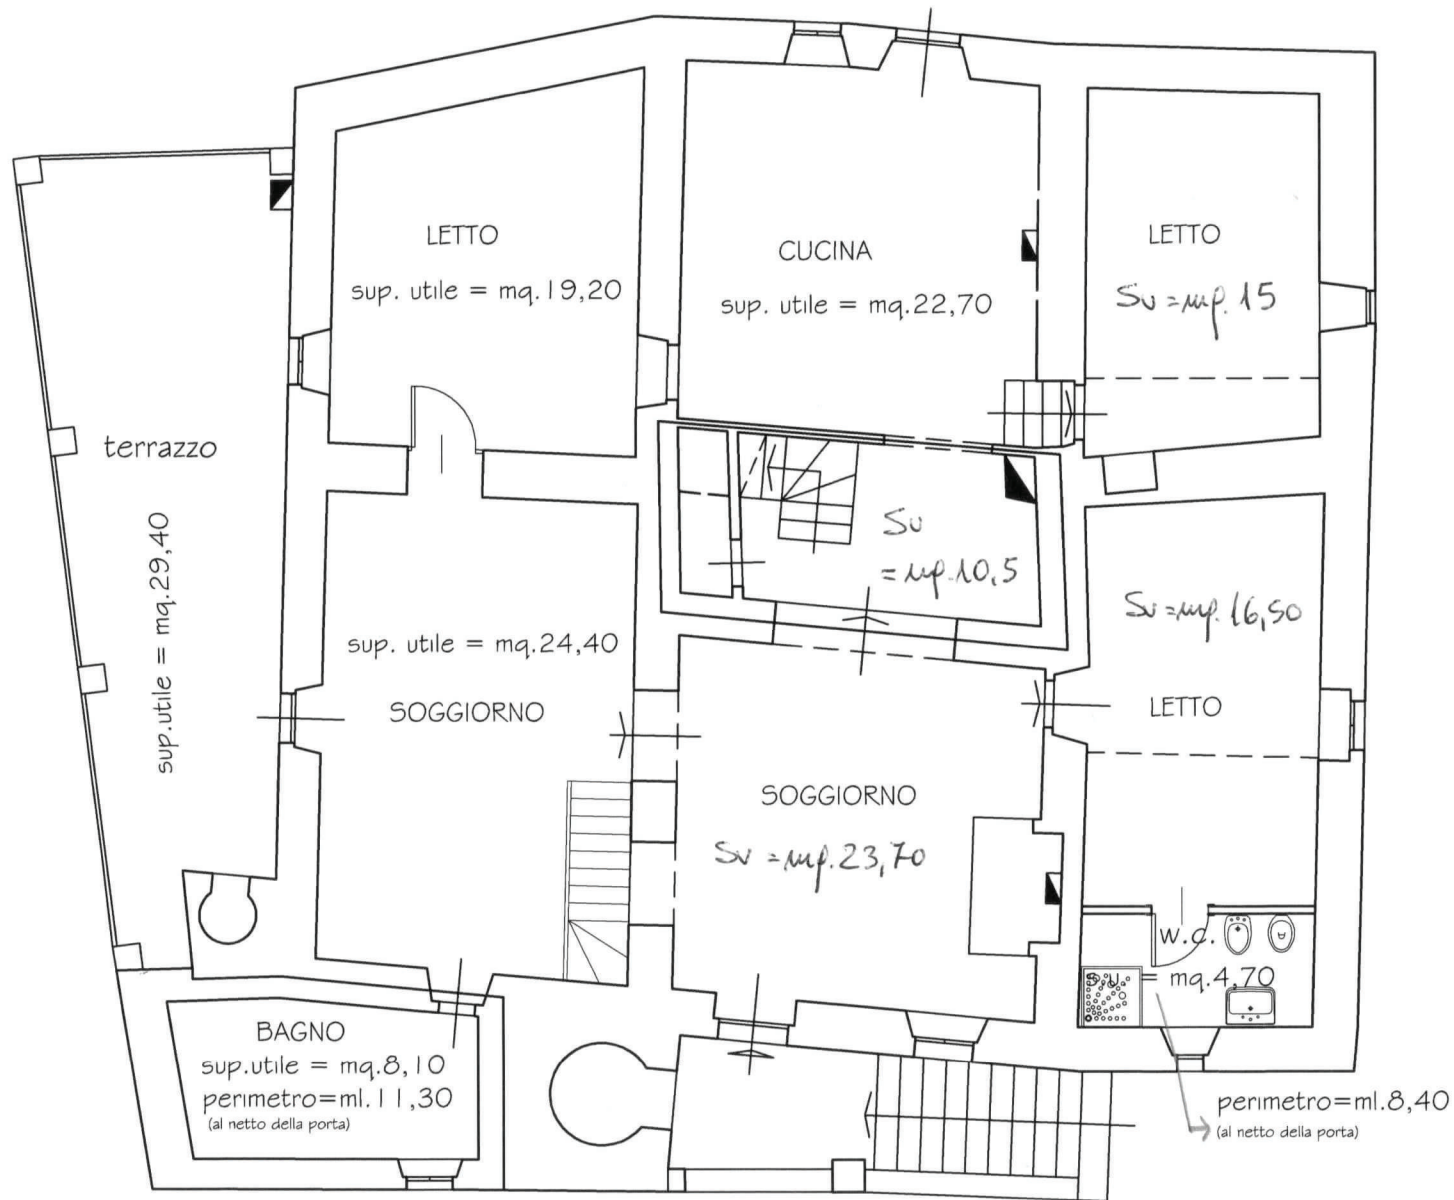 LETTO
sup. utile = mq.19,20
CUCINA
sup. utile = mq.22,70
LETTO
Su = mq. 15
terrazzo
sup.utile = mq.29,40
Su
= mq. 10,5
sup. utile = mq.24,40
SOGGIORNO
Su = mq. 16,50
LETTO
SOGGIORNO
Su = mq. 23,70
w.c.
s.u. = mq.4,70
BAGNO
sup.utile = mq.8,10
perimetro=ml.11,30
(al netto della porta)
perimetro=ml.8,40
(al netto della porta)